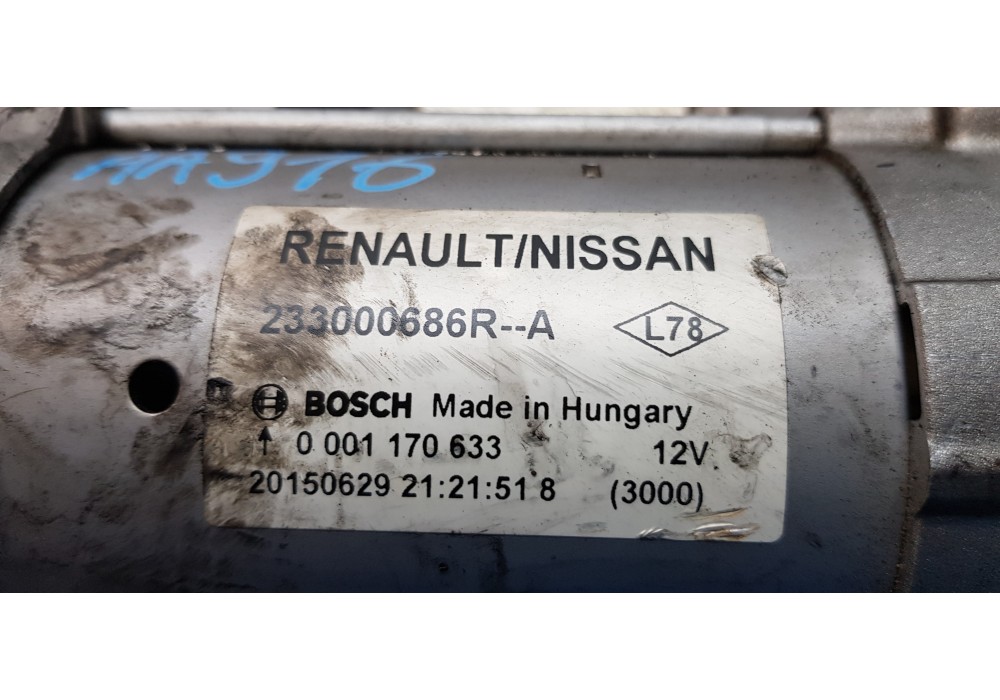 AA976
RENAULT/NISSAN
233000686R--A
L78
BOSCH Made in Hungary
0 001 170 633 12V
20150629 21:21:51 8 (3000)